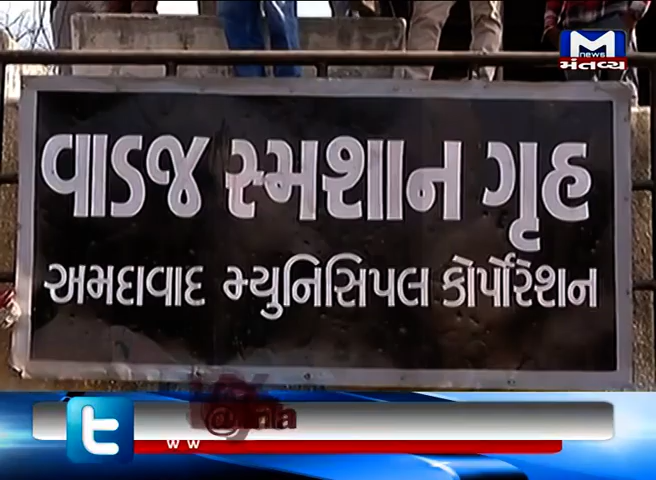 M
news
મંતવ્ય
વાડજ સ્મશાન ગૃહ
અમદાવાદ મ્યુનિસિપલ કોર્પોરેશન
t
w w